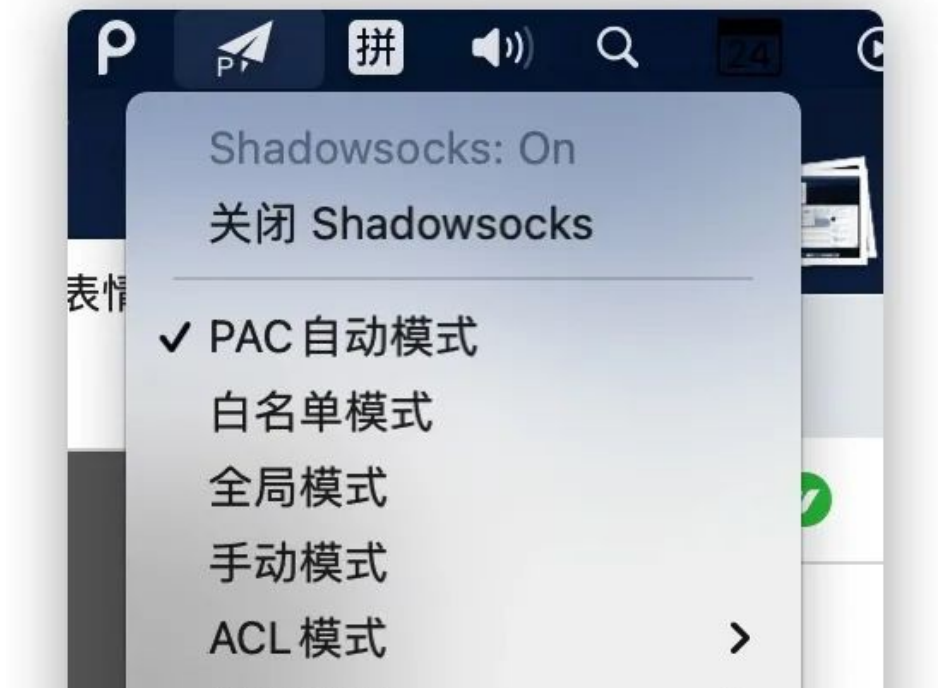 P 拼 24
Shadowsocks: On
关闭 Shadowsocks
表情
PAC 自动模式
白名单模式
全局模式
手动模式
ACL 模式